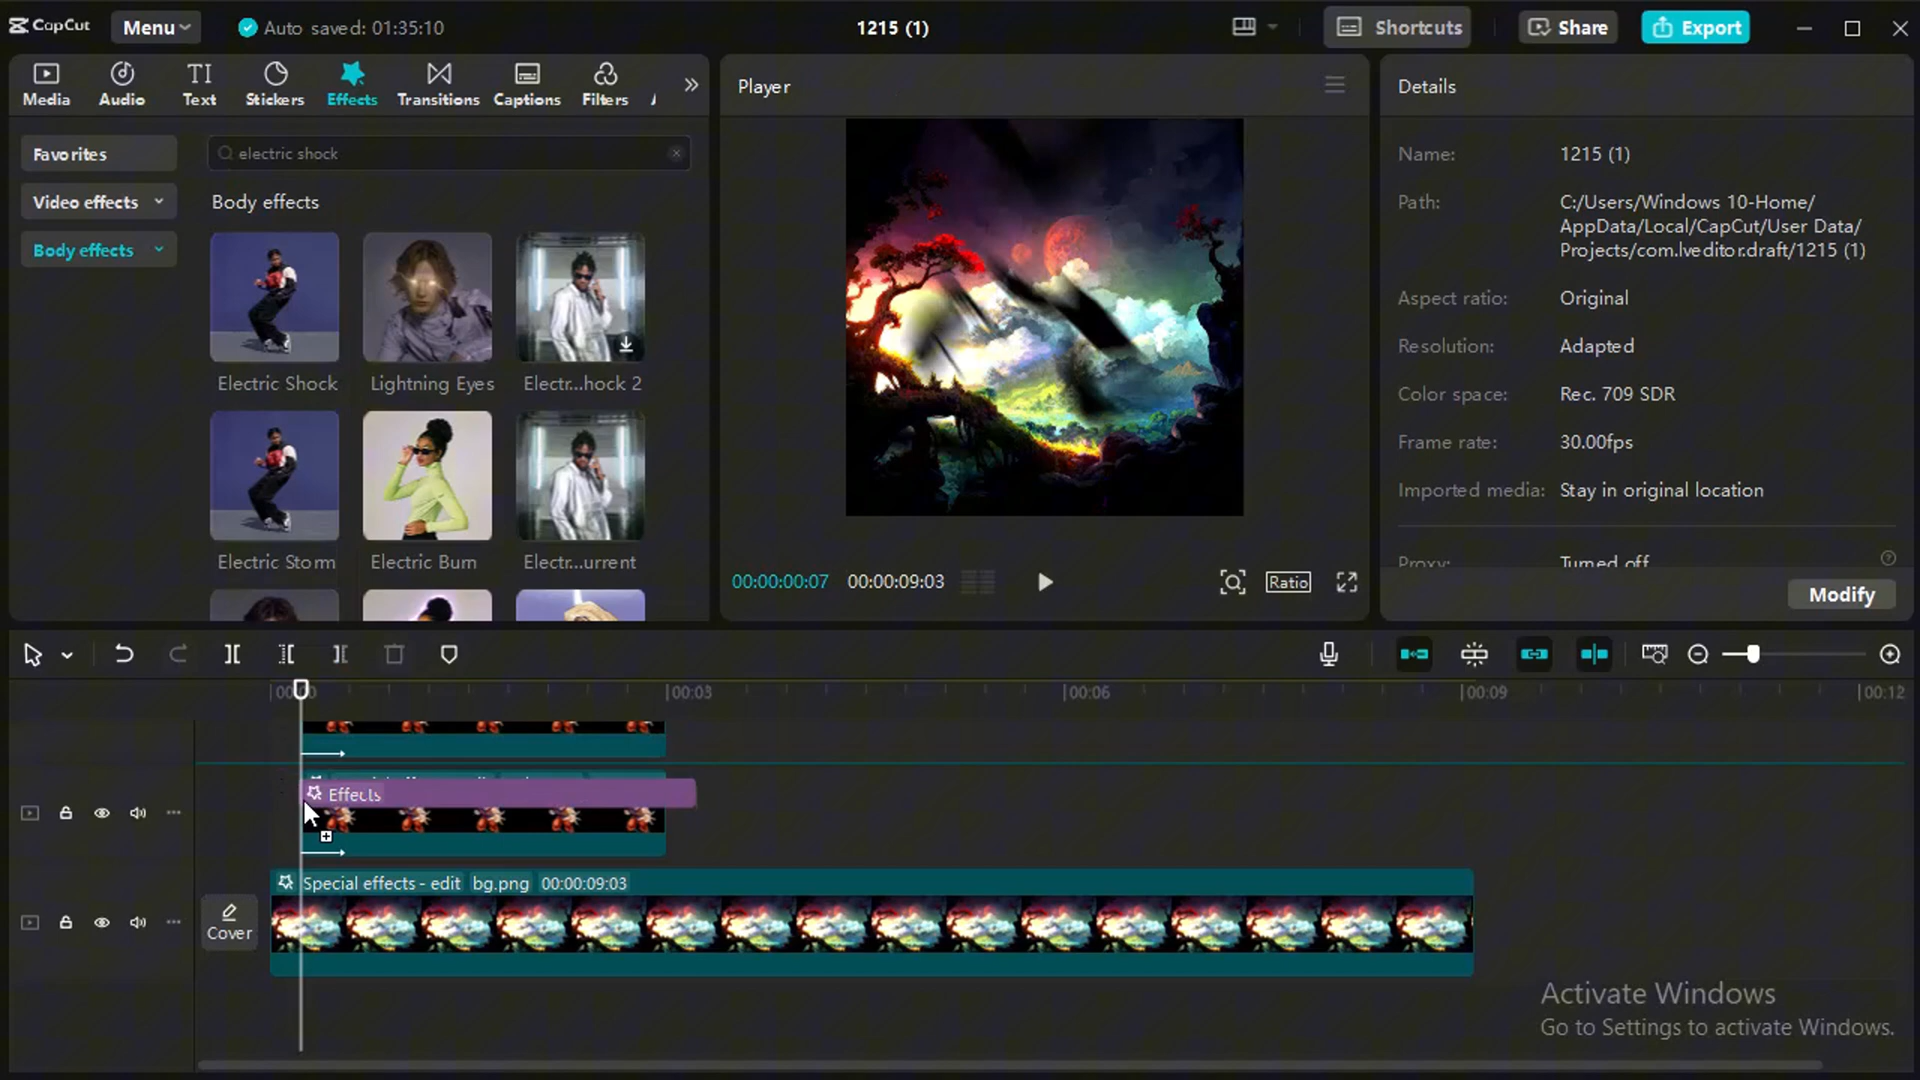 CapCut
Menu
Auto saved: 01:35:10
1215 (1)
Shortcuts
Share
Export
Media
Audio
Text
Stickers
Effects
Transitions
Captions
Filters
Player
Details
Favorites
electric shock
Video effects
Body effects
Body effects
Electric Shock
Lightning Eyes
Electr...hock 2
Electric Storm
Electric Burn
Electr...urrent
00:00:00:07
00:00:09:03
Ratio
Name:
1215 (1)
Path:
C:/Users/Windows 10-Home/
AppData/Local/CapCut/User Data/
Projects/com.lveditor.draft/1215 (1)
Aspect ratio:
Original
Resolution:
Adapted
Color space:
Rec. 709 SDR
Frame rate:
30.00fps
Imported media:
Stay in original location
Proxy:
Turned off
Modify
00:03
00:06
00:09
00:12
Effects
Special effects - edit bg.png 00:00:09:03
Cover
Activate Windows
Go to Settings to activate Windows.